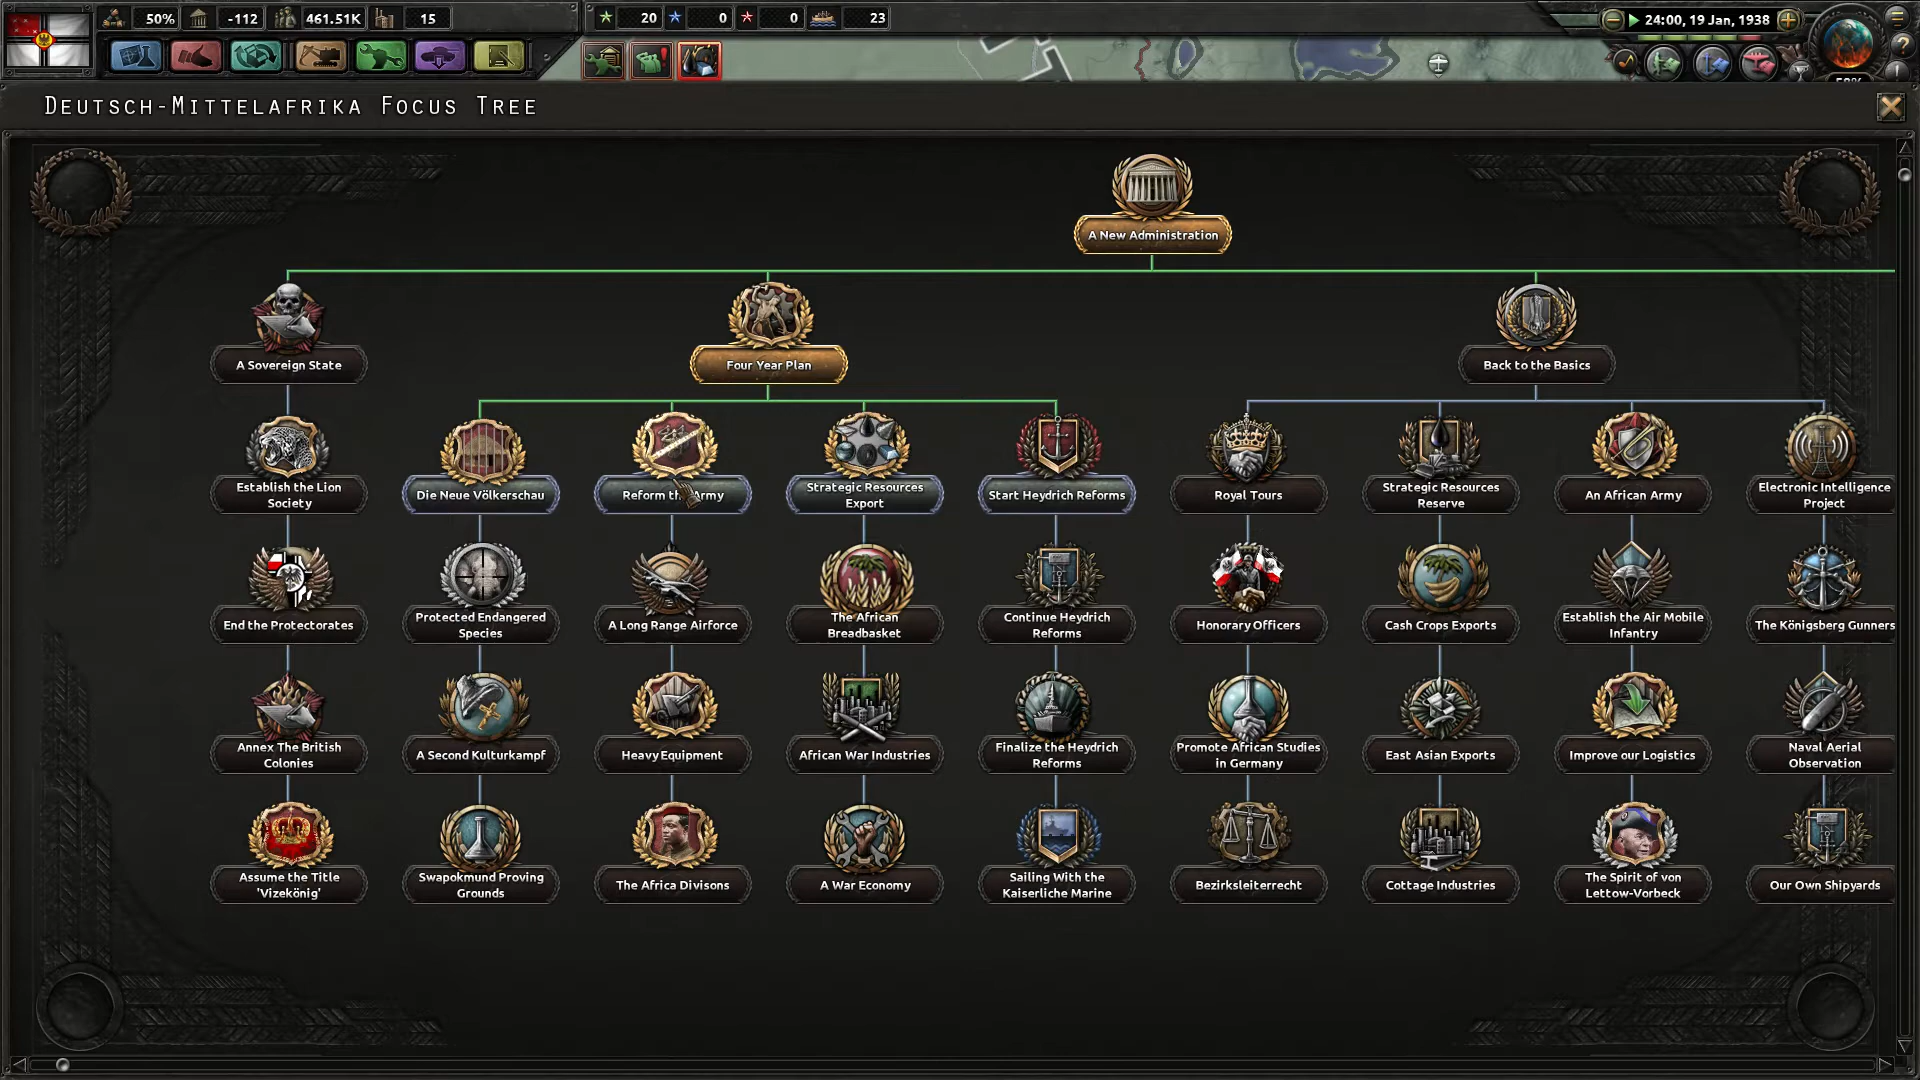 50%
-112
461.51K
15
20
0
0
23
24:00, 19 Jan, 1938
Deutsch-Mittelafrika Focus Tree
A New Administration
A Sovereign State
Four Year Plan
Back to the Basics
Establish the Lion
Society
Die Neue Völkerschau
Reform the Army
Strategic Resources
Export
Start Heydrich Reforms
Royal Tours
Strategic Resources
Reserve
An African Army
Electronic Intelligence
Project
End the Protectorates
Protected Endangered
Species
A Long Range Airforce
The African
Breadbasket
Continue Heydrich
Reforms
Honorary Officers
Cash Crops Exports
Establish the Air Mobile
Infantry
The Königsberg Gunners
Annex The British
Colonies
A Second Kulturkampf
Heavy Equipment
African War Industries
Finalize the Heydrich
Reforms
Promote African Studies
in Germany
East Asian Exports
Improve our Logistics
Naval Aerial
Observation
Assume the Title
'Vizekönig'
Swapokmund Proving
Grounds
The Africa Divisons
A War Economy
Sailing With the
Kaiserliche Marine
Bezirksleiterrecht
Cottage Industries
The Spirit of von
Lettow-Vorbeck
Our Own Shipyards